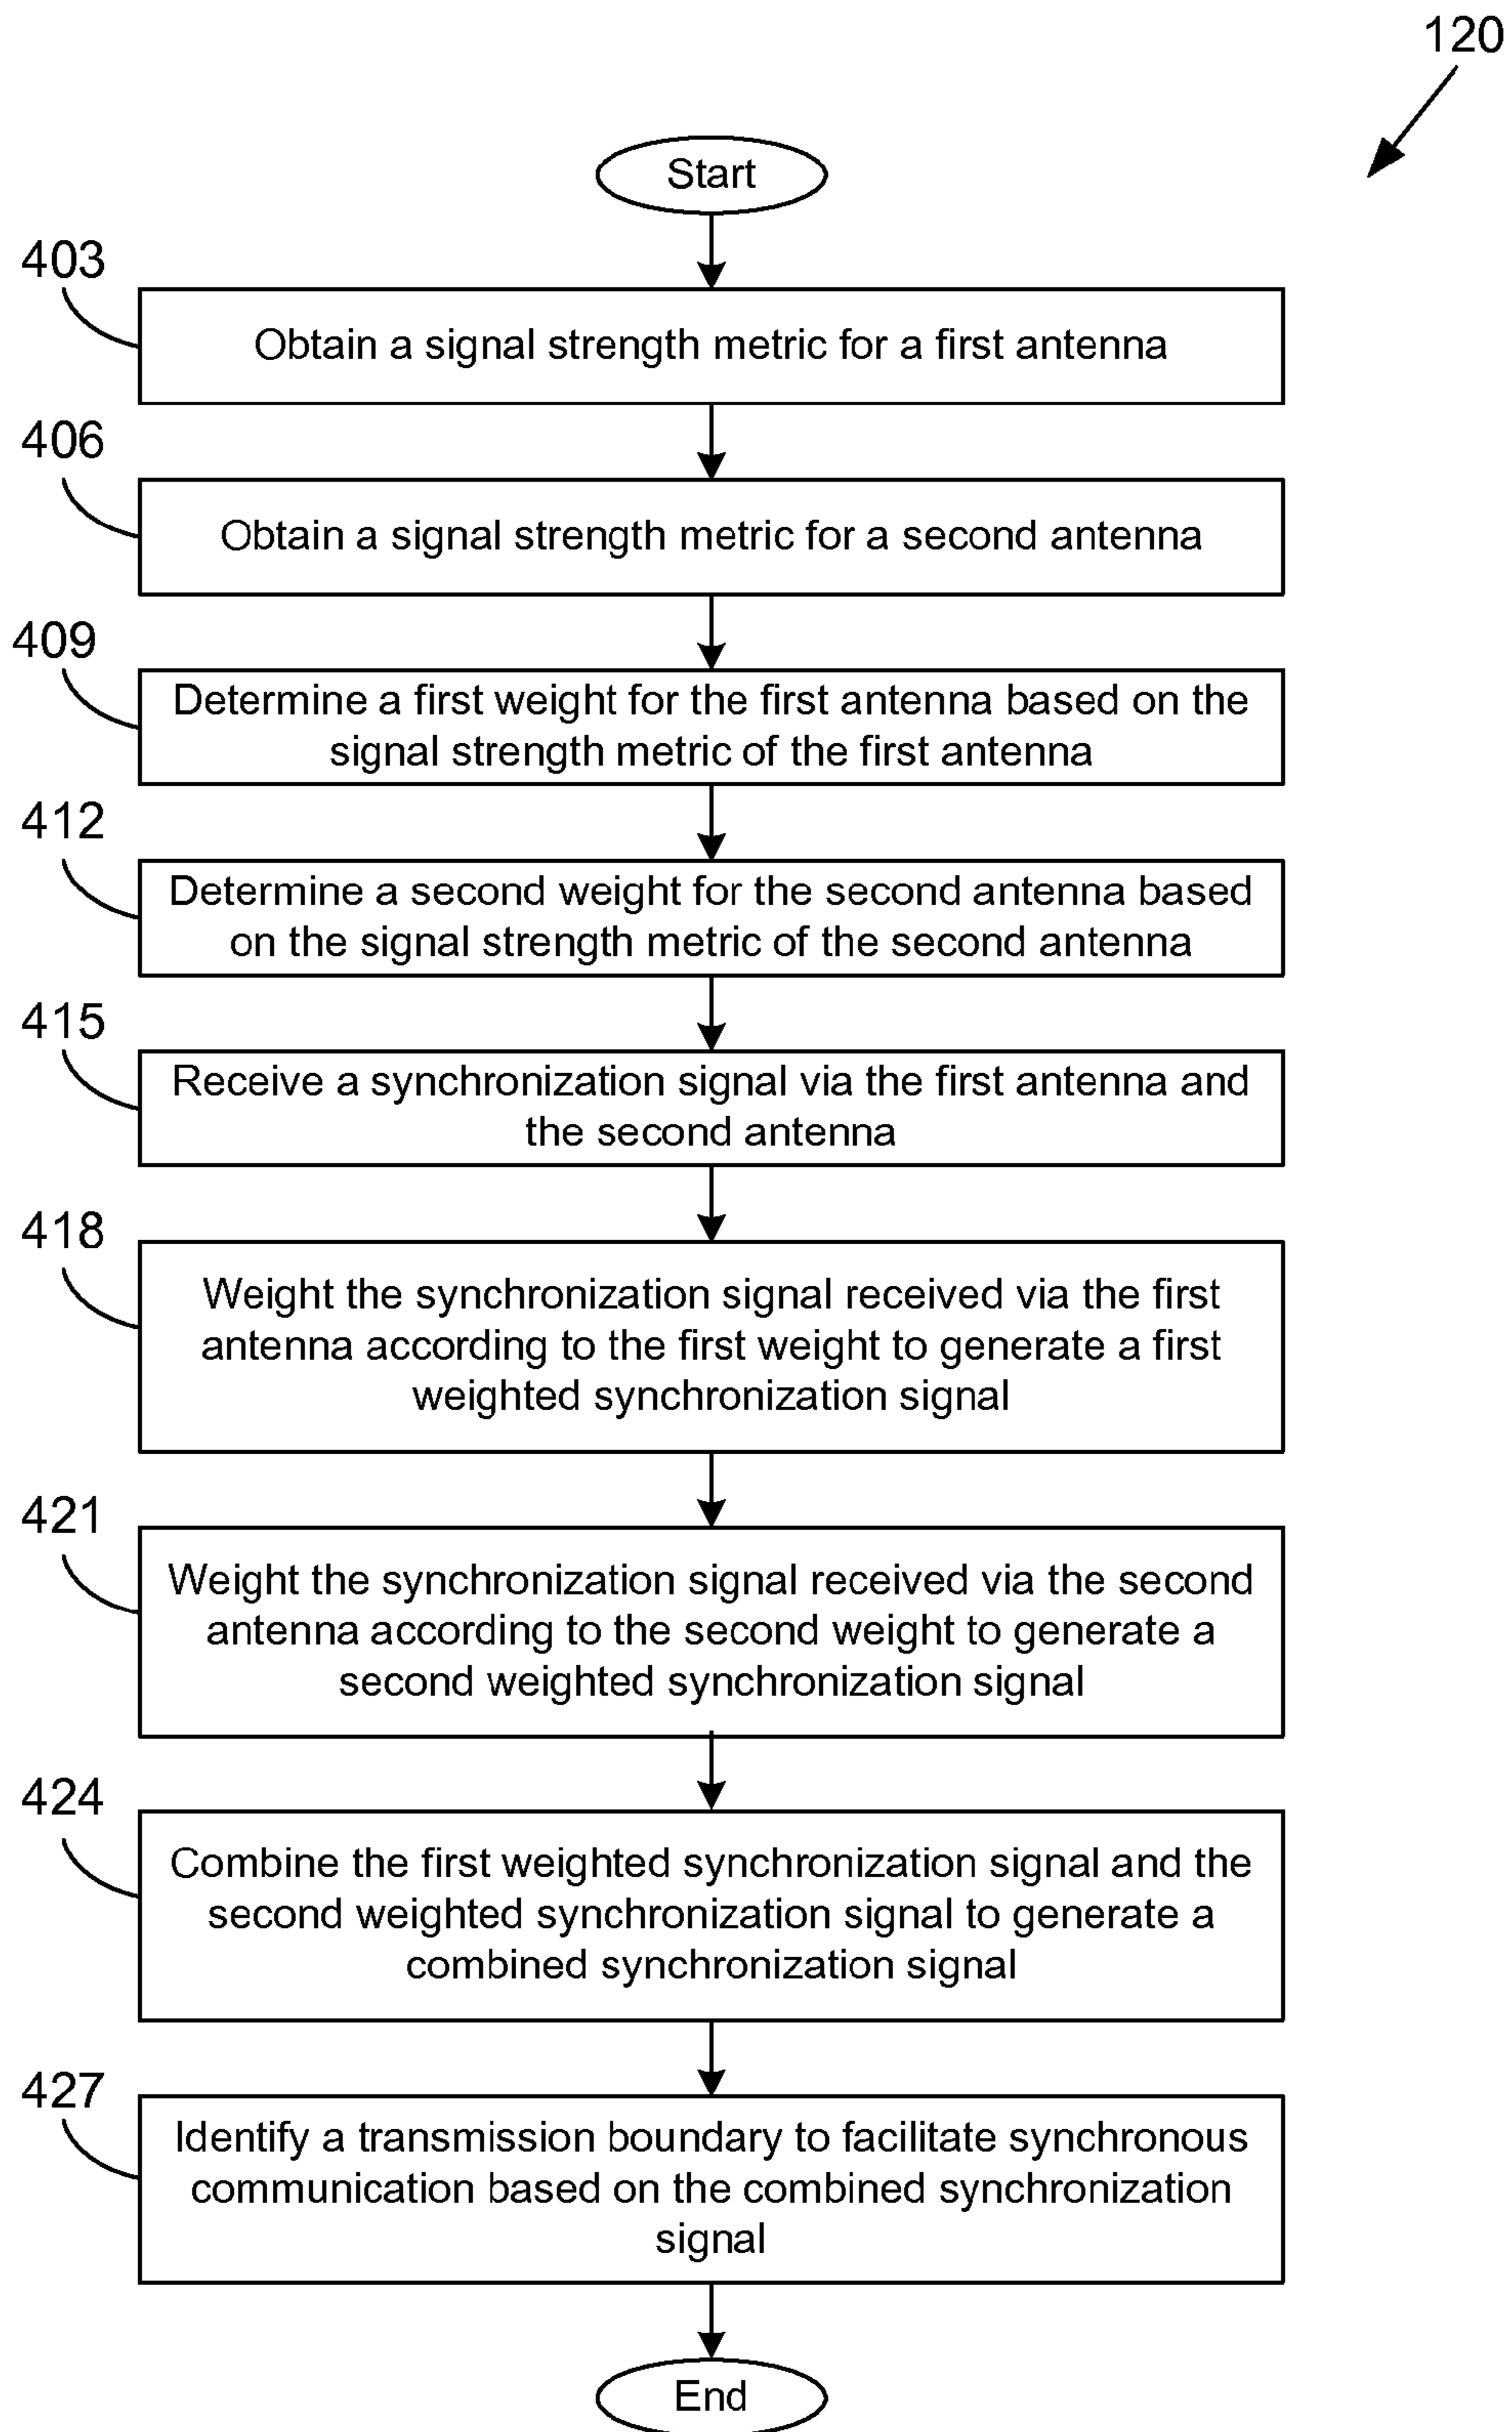 120
Start
403
Obtain a signal strength metric for a first antenna
406
Obtain a signal strength metric for a second antenna
409
Determine a first weight for the first antenna based on the
signal strength metric of the first antenna
412
Determine a second weight for the second antenna based
on the signal strength metric of the second antenna
415
Receive a synchronization signal via the first antenna and
the second antenna
418
Weight the synchronization signal received via the first
antenna according to the first weight to generate a first
weighted synchronization signal
421
Weight the synchronization signal received via the second
antenna according to the second weight to generate a
second weighted synchronization signal
424
Combine the first weighted synchronization signal and the
second weighted synchronization signal to generate a
combined synchronization signal
427
Identify a transmission boundary to facilitate synchronous
communication based on the combined synchronization
signal
End